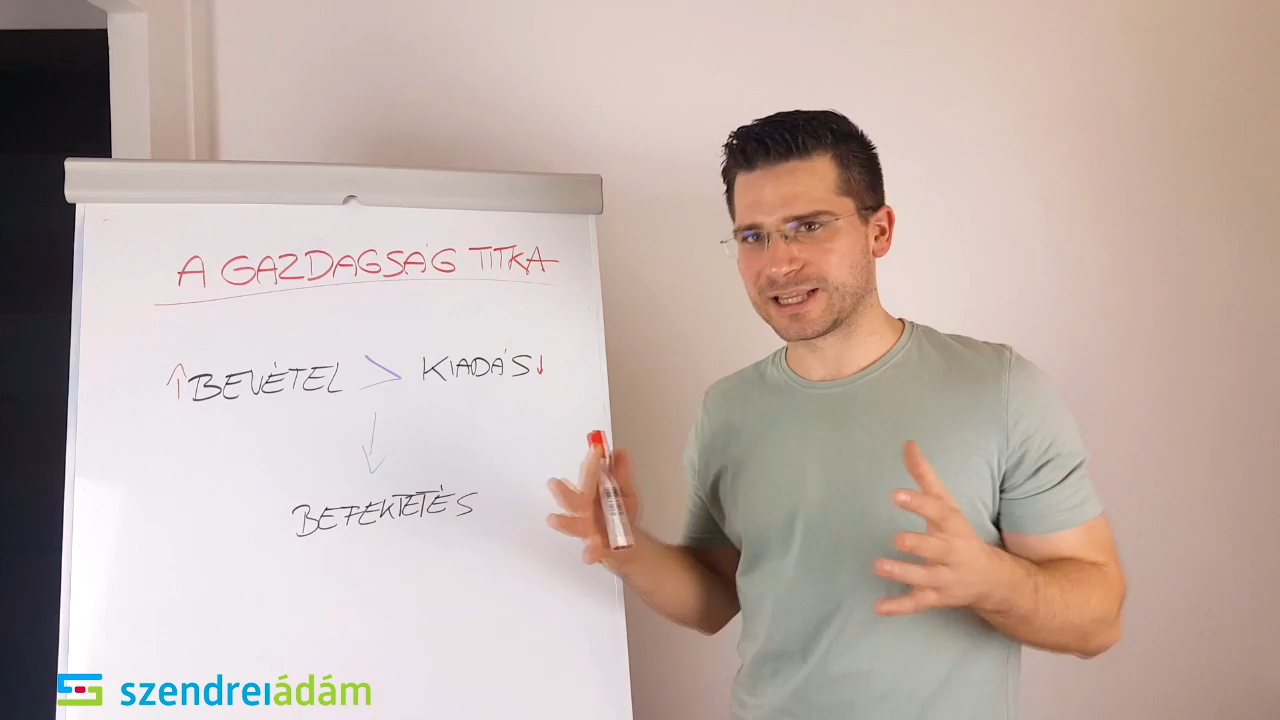 A GAZDAGSÁG TITKA
↑BEVÉTEL > KIADÁS↓
↓
BEFEKTETÉS
szendreiádám